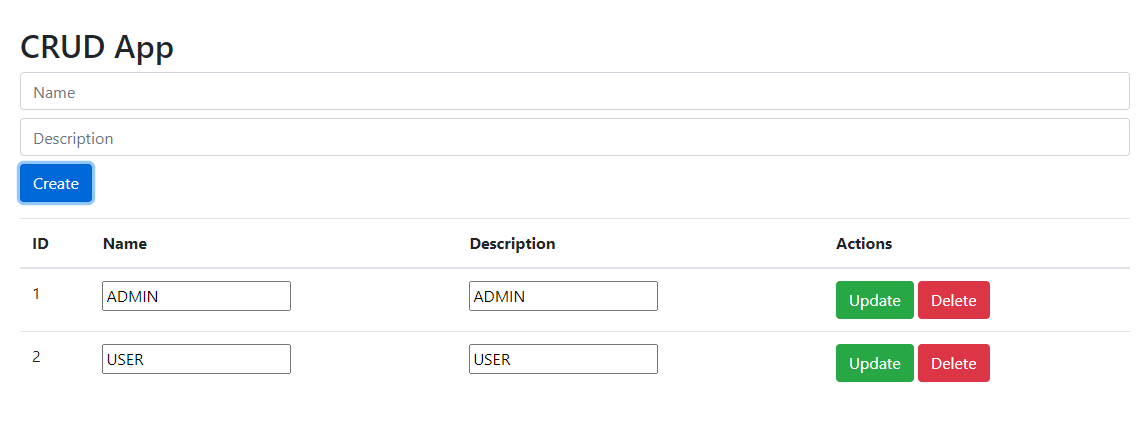 CRUD App
Name
Description
Create
ID Name Description Actions
1 ADMIN ADMIN Update Delete
2 USER USER Update Delete